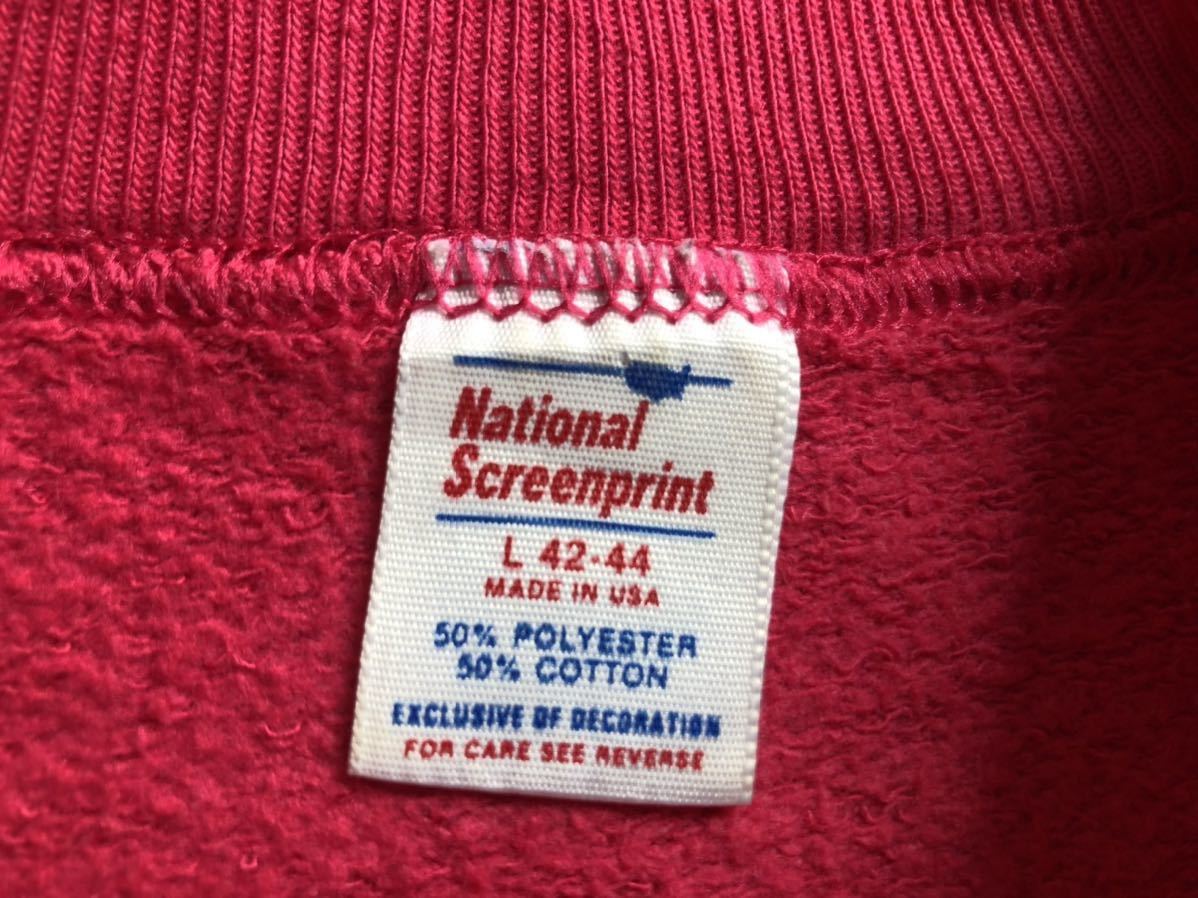 National
Screenprint
L 42-44
MADE IN USA
50% POLYESTER
50% COTTON
EXCLUSIVE OF DECORATION
FOR CARE SEE REVERSE